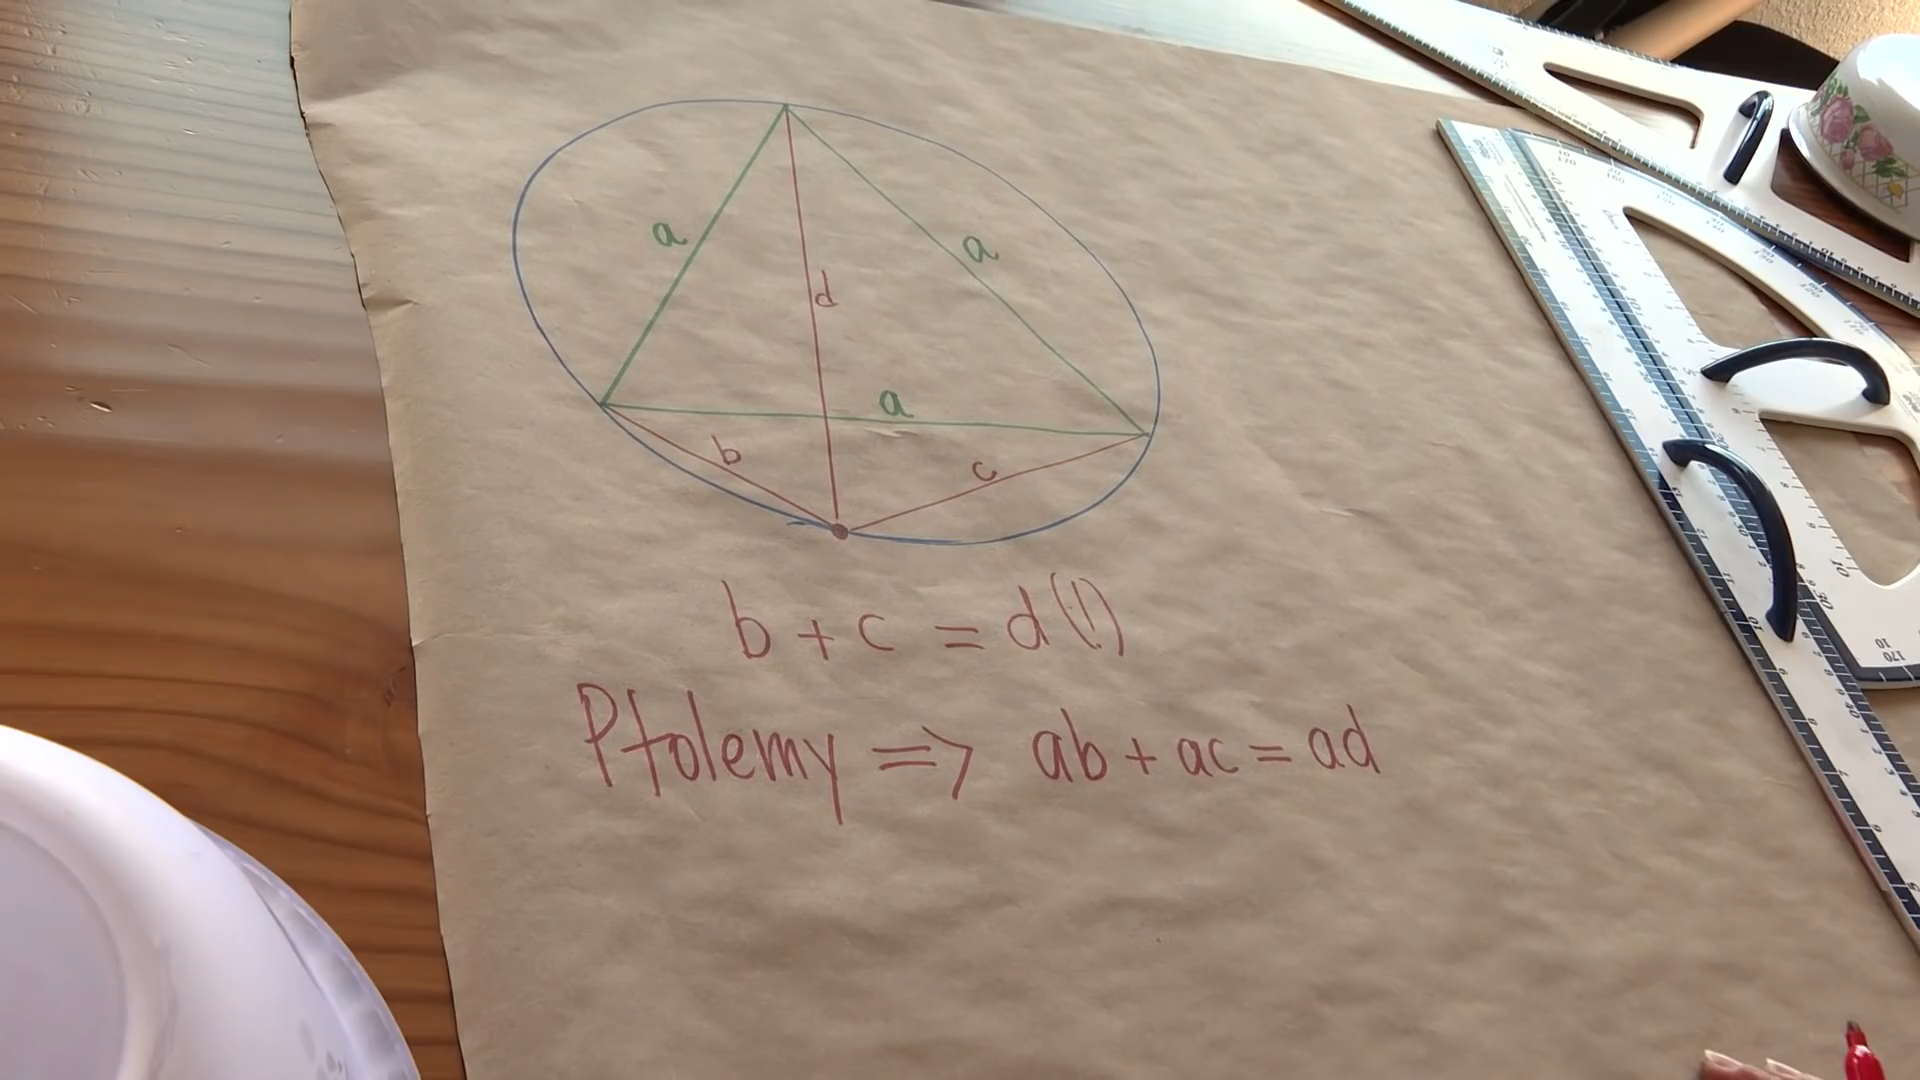 a
a
d
a
b
c
b + c = d (!)
Ptolemy => ab + ac = ad